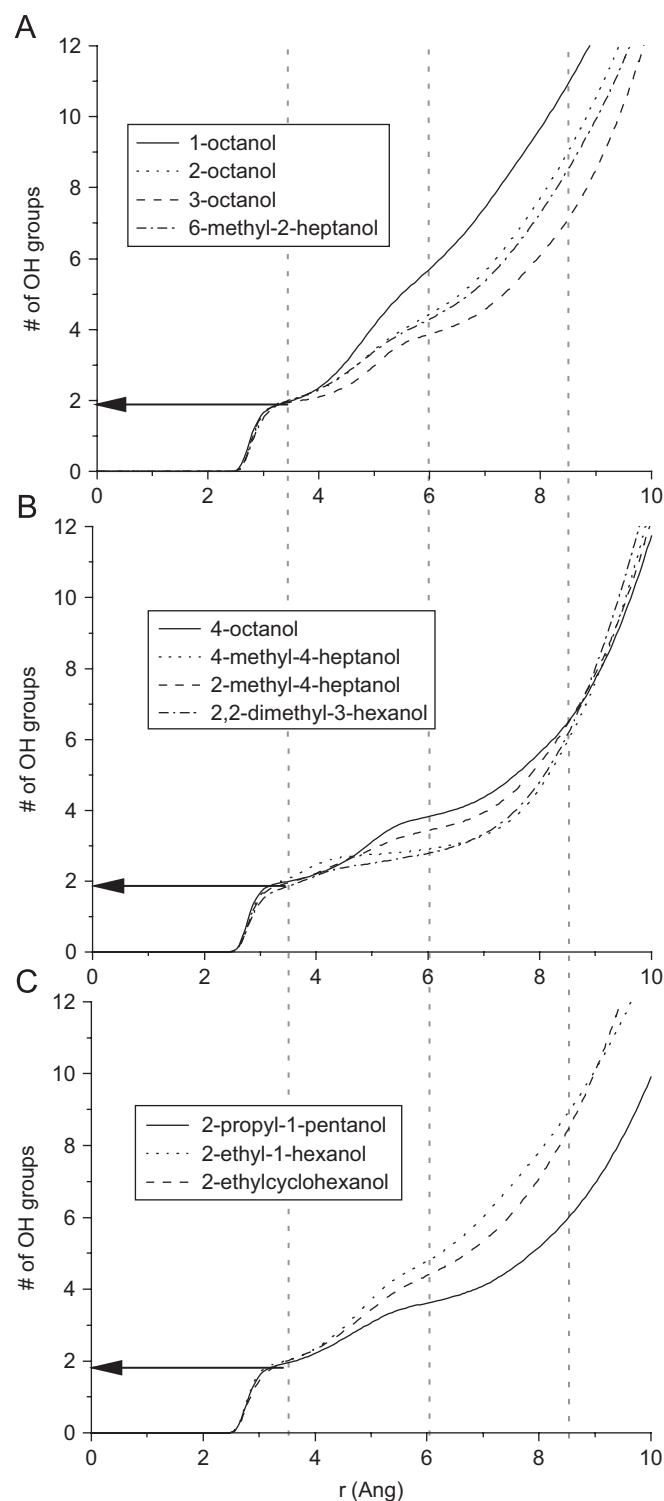 A
12
10
8
6
4
2
0
# of OH groups
1-octanol
2-octanol
3-octanol
6-methyl-2-heptanol
0
2
4
6
8
10
B
12
10
8
6
4
2
0
# of OH groups
4-octanol
4-methyl-4-heptanol
2-methyl-4-heptanol
2,2-dimethyl-3-hexanol
0
2
4
6
8
10
C
12
10
8
6
4
2
0
# of OH groups
2-propyl-1-pentanol
2-ethyl-1-hexanol
2-ethylcyclohexanol
0
2
4
6
8
10
r (Ang)